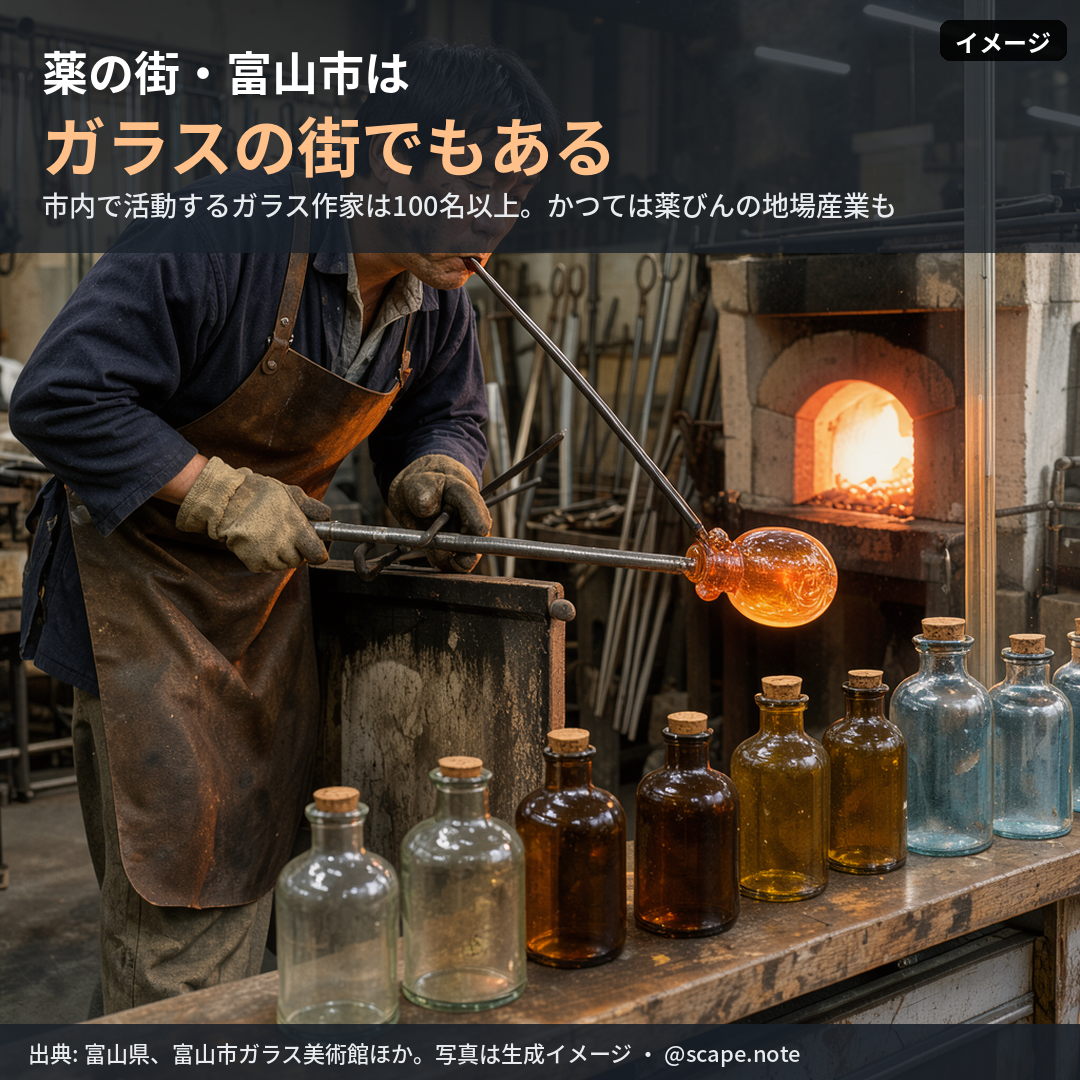 イメージ
薬の街・富山市は
ガラスの街でもある
市内で活動するガラス作家は100名以上。かつては薬びんの地場産業も
出典: 富山県、富山市ガラス美術館ほか。写真は生成イメージ ・ @scape.note